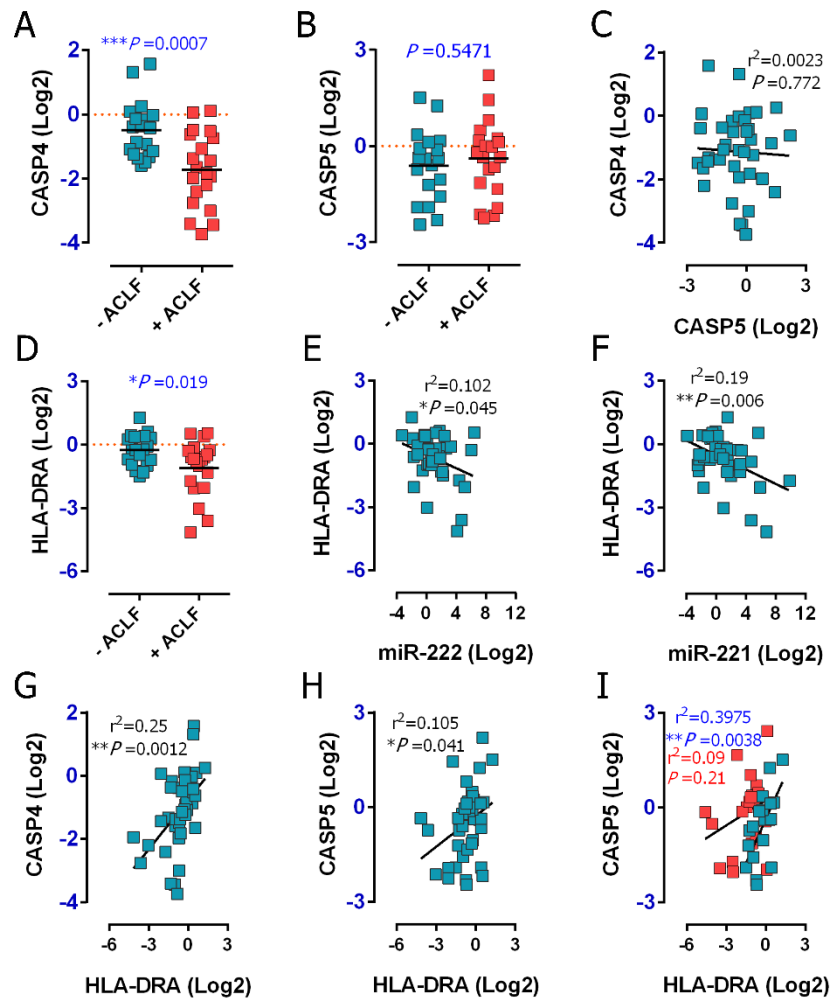 A
***P=0.0007
CASP4 (Log2)
2
0
-2
-4
- ACLF
+ ACLF
B
P=0.5471
CASP5 (Log2)
3
0
-3
- ACLF
+ ACLF
C
r²=0.0023
P=0.772
CASP4 (Log2)
2
0
-2
-4
-3 0 3
CASP5 (Log2)
D
*P=0.019
HLA-DRA (Log2)
3
0
-3
-6
- ACLF
+ ACLF
E
r²=0.102
*P=0.045
HLA-DRA (Log2)
3
0
-3
-6
-4 0 4 8 12
miR-222 (Log2)
F
r²=0.19
**P=0.006
HLA-DRA (Log2)
3
0
-3
-6
-4 0 4 8 12
miR-221 (Log2)
G
r²=0.25
**P=0.0012
CASP4 (Log2)
2
0
-2
-4
-6 -3 0 3
HLA-DRA (Log2)
H
r²=0.105
*P=0.041
CASP5 (Log2)
3
0
-3
-6 -3 0 3
HLA-DRA (Log2)
I
r²=0.3975
**P=0.0038
r²=0.09
P=0.21
CASP5 (Log2)
3
0
-3
-6 -3 0 3
HLA-DRA (Log2)